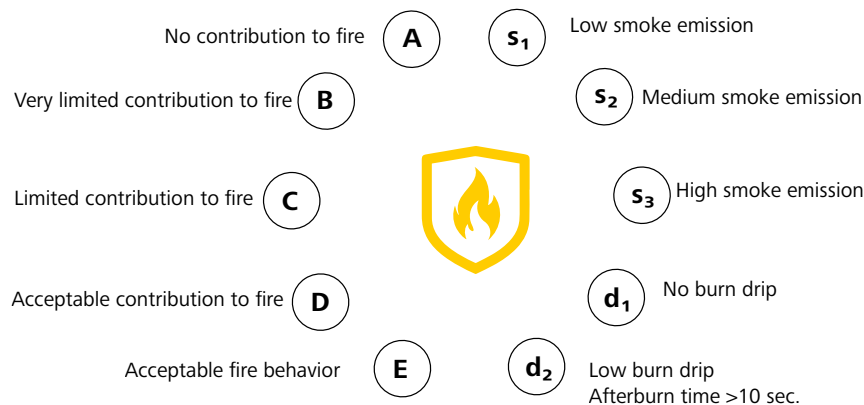 No contribution to fire
A
s₁
Low smoke emission
Very limited contribution to fire
B
s₂
Medium smoke emission
Limited contribution to fire
C
s₃
High smoke emission
Acceptable contribution to fire
D
d₁
No burn drip
Acceptable fire behavior
E
d₂
Low burn drip
Afterburn time >10 sec.